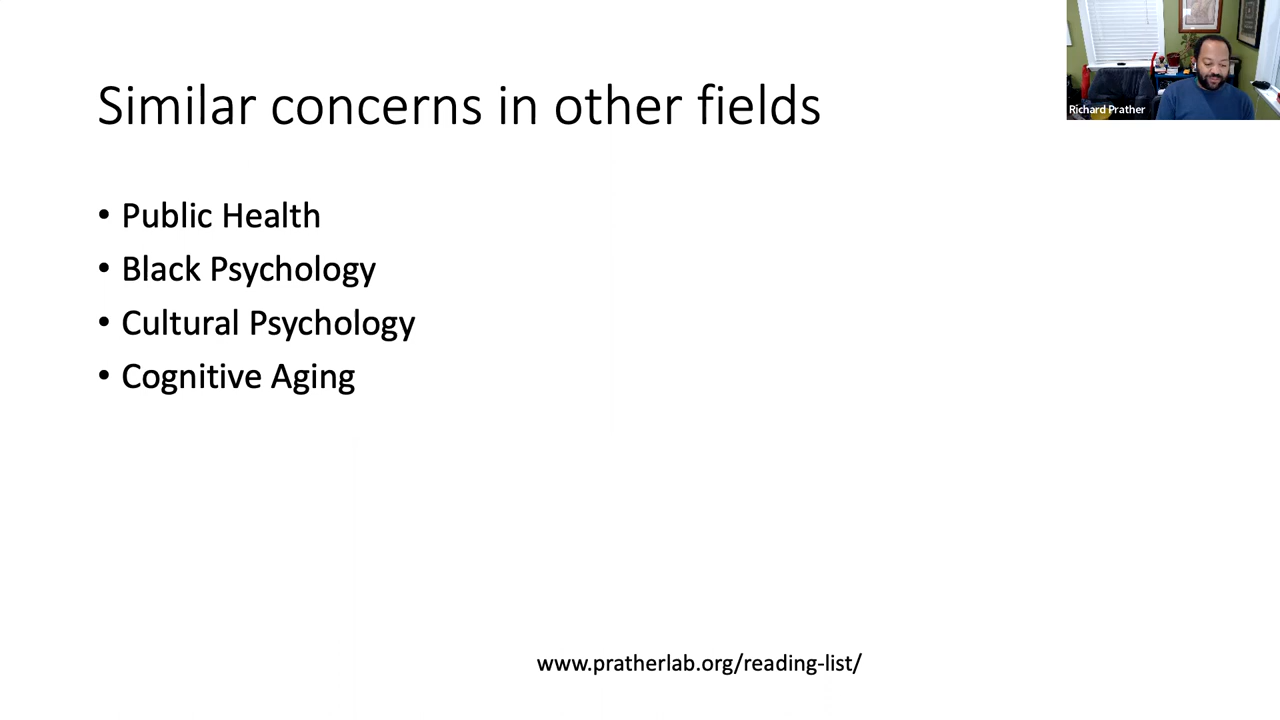 Similar concerns in other fields
Richard Prather
• Public Health
• Black Psychology
• Cultural Psychology
• Cognitive Aging
www.pratherlab.org/reading-list/